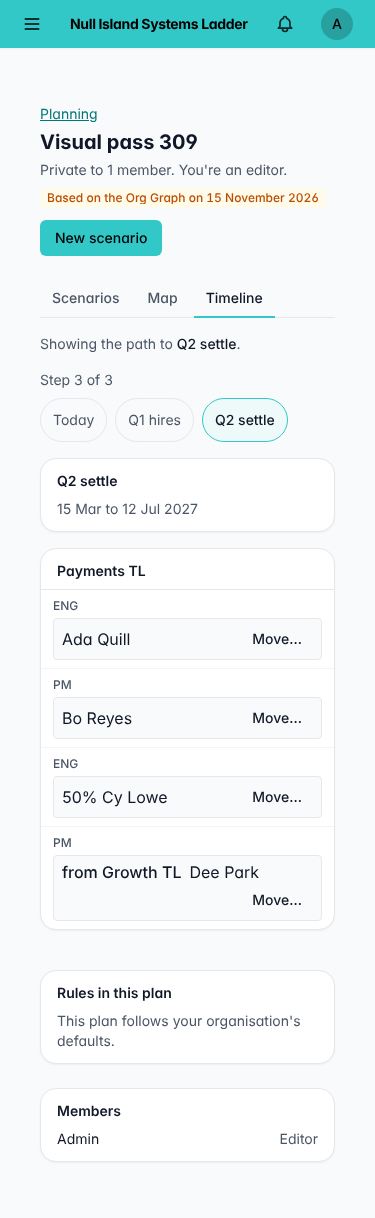 Null Island Systems Ladder
A
Planning
Visual pass 309
Private to 1 member. You're an editor.
Based on the Org Graph on 15 November 2026
New scenario
Scenarios Map Timeline
Showing the path to Q2 settle.
Step 3 of 3
Today Q1 hires Q2 settle
Q2 settle
15 Mar to 12 Jul 2027
Payments TL
ENG
Ada Quill Move...
PM
Bo Reyes Move...
ENG
50% Cy Lowe Move...
PM
from Growth TL Dee Park
Move...
Rules in this plan
This plan follows your organisation's
defaults.
Members
Admin Editor